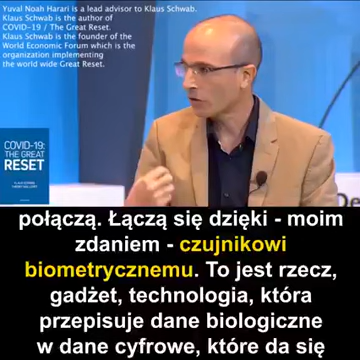 Yuval Noah Harari is a lead advisor to Klaus Schwab.
Klaus Schwab is the author of
COVID-19 / The Great Reset.
Klaus Schwab is the founder of the
World Economic Forum which is the
organization implementing
the world wide Great Reset.
COVID-19:
THE GREAT
RESET
De
połączą. Łączą się dzięki - moim
zdaniem - czujnikowi
biometrycznemu. To jest rzecz,
gadżet, technologia, która
przepisuje dane biologiczne
w dane cyfrowe, które da się